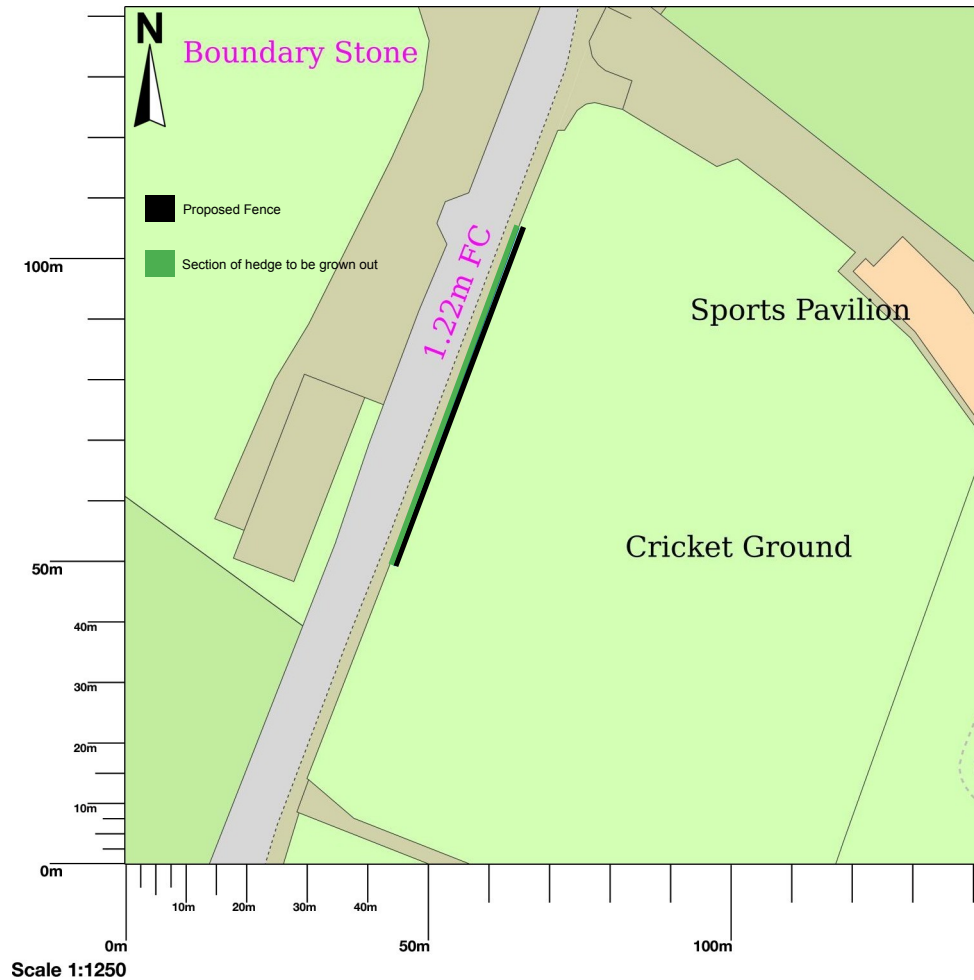 N
Boundary Stone
Proposed Fence
Section of hedge to be grown out
1.22m FC
100m
Sports Pavilion
50m
Cricket Ground
40m
30m
20m
10m
0m
10m
20m
30m
40m
0m
50m
100m
Scale 1:1250